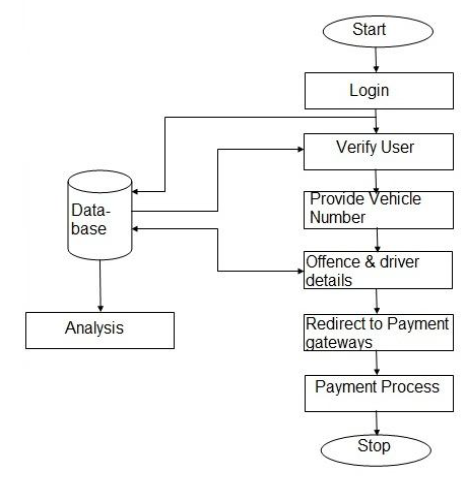 Start
Login
Verify User
Provide Vehicle
Number
Data-
base
Offence & driver
details
Analysis
Redirect to Payment
gateways
Payment Process
Stop